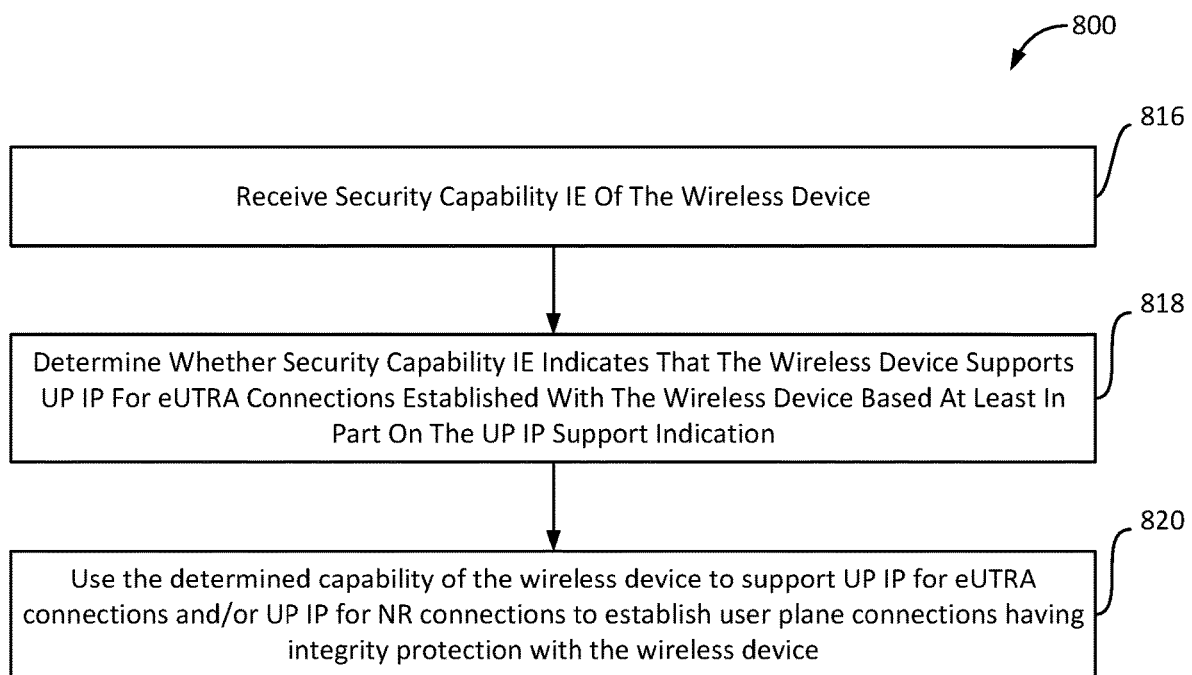 800
816
Receive Security Capability IE Of The Wireless Device
818
Determine Whether Security Capability IE Indicates That The Wireless Device Supports
UP IP For eUTRA Connections Established With The Wireless Device Based At Least In
Part On The UP IP Support Indication
820
Use the determined capability of the wireless device to support UP IP for eUTRA
connections and/or UP IP for NR connections to establish user plane connections having
integrity protection with the wireless device